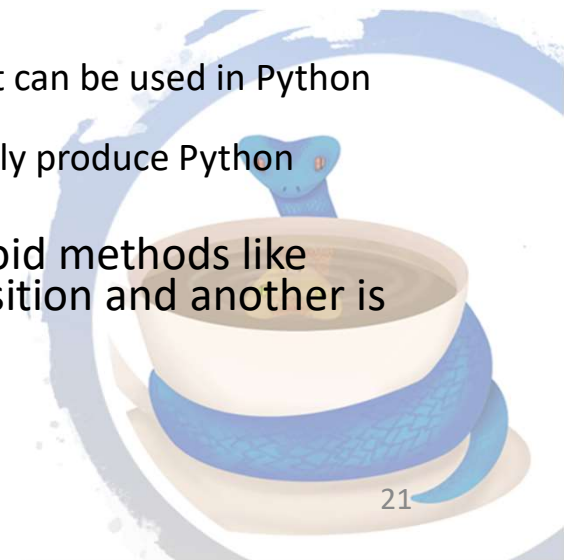 t can be used in Python
ly produce Python
oid methods like
sition and another is
21